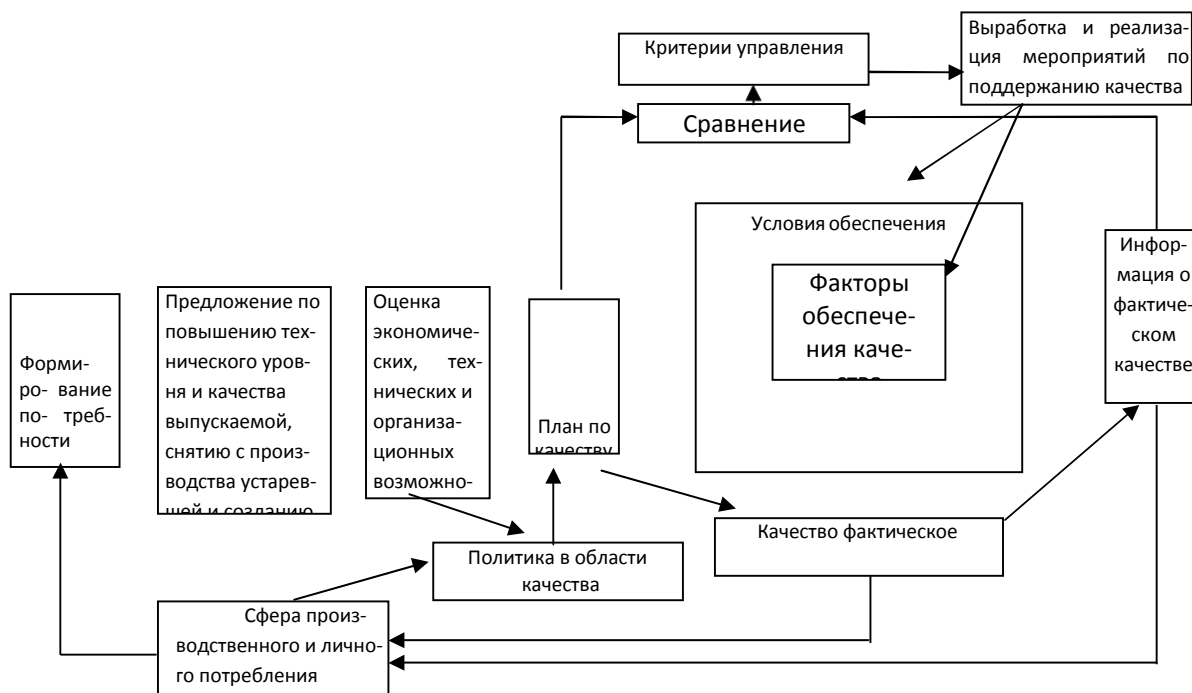 Критерии управления
Выработка и реализа-
ция мероприятий по
поддержанию качества
Сравнение
Условия обеспечения
Факторы
обеспече-
ния каче-
Инфор-
мация о
фактиче-
ском
качестве
Форми-
ро- вание
по- треб-
ности
Предложение по
повышению тех-
нического уров-
ня и качества
выпускаемой,
снятию с произ-
водства устарев-
шей и созданию
Оценка
экономиче-
ских, тех-
нических и
организа-
ционных
возможно-
План по
качеству
Качество фактическое
Политика в области
качества
Сфера произ-
водственного и лично-
го потребления